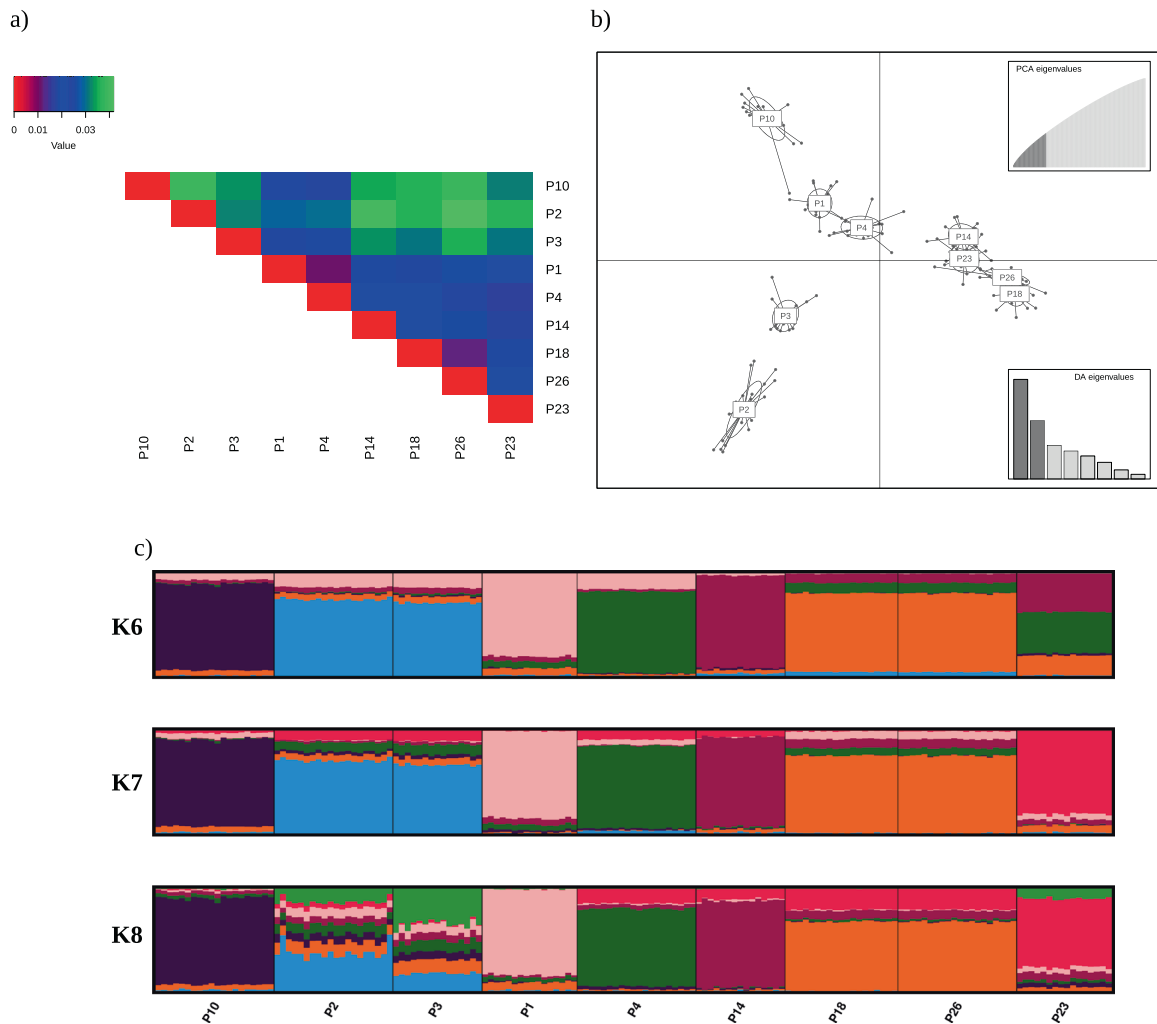 a)
0 0.01 0.03
Value
P10
P2
P3
P1
P4
P14
P18
P26
P23
P10 P2 P3 P1 P4 P14 P18 P26 P23
b)
PCA eigenvalues
P10
P1
P4
P14
P23
P26
P18
P3
P2
DA eigenvalues
c)
K6
K7
K8
P10 P2 P3 P1 P4 P14 P18 P26 P23